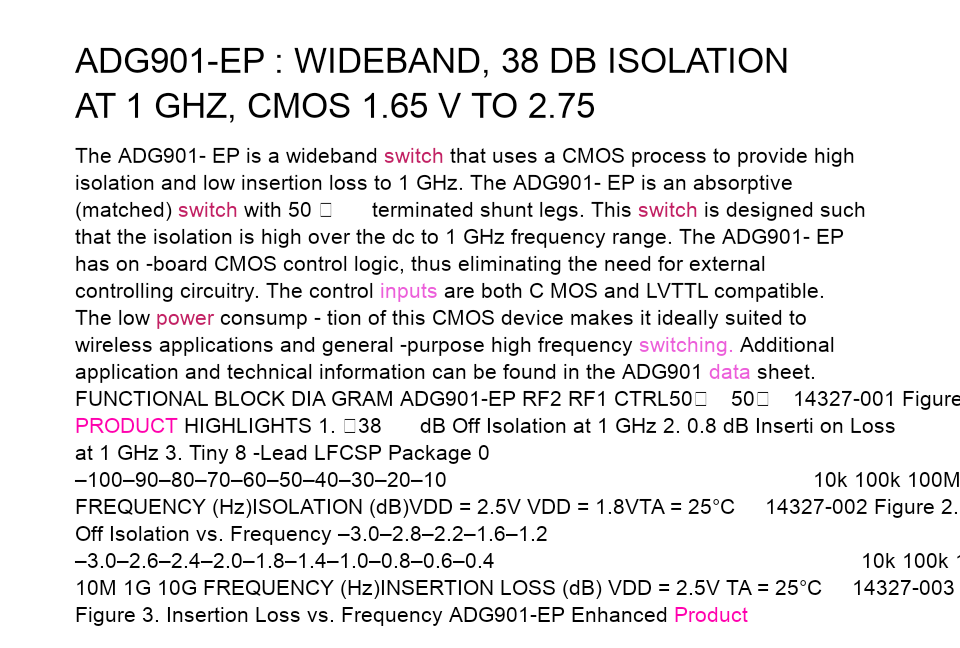 ADG901-EP : WIDEBAND, 38 DB ISOLATION
AT 1 GHZ, CMOS 1.65 V TO 2.75
The ADG901- EP is a wideband switch that uses a CMOS process to provide high
isolation and low insertion loss to 1 GHz. The ADG901- EP is an absorptive
(matched) switch with 50 □ terminated shunt legs. This switch is designed such
that the isolation is high over the dc to 1 GHz frequency range. The ADG901- EP
has on -board CMOS control logic, thus eliminating the need for external
controlling circuitry. The control inputs are both C MOS and LVTTL compatible.
The low power consump - tion of this CMOS device makes it ideally suited to
wireless applications and general -purpose high frequency switching. Additional
application and technical information can be found in the ADG901 data sheet.
FUNCTIONAL BLOCK DIA GRAM ADG901-EP RF2 RF1 CTRL50□ 50□ 14327-001 Figure
PRODUCT HIGHLIGHTS 1. □38 dB Off Isolation at 1 GHz 2. 0.8 dB Inserti on Loss
at 1 GHz 3. Tiny 8 -Lead LFCSP Package 0
–100–90–80–70–60–50–40–30–20–10 10k 100k 100M
FREQUENCY (Hz)ISOLATION (dB)VDD = 2.5V VDD = 1.8VTA = 25°C 14327-002 Figure 2.
Off Isolation vs. Frequency –3.0–2.8–2.2–1.6–1.2
–3.0–2.6–2.4–2.0–1.8–1.4–1.0–0.8–0.6–0.4 10k 100k
10M 1G 10G FREQUENCY (Hz)INSERTION LOSS (dB) VDD = 2.5V TA = 25°C 14327-003
Figure 3. Insertion Loss vs. Frequency ADG901-EP Enhanced Product